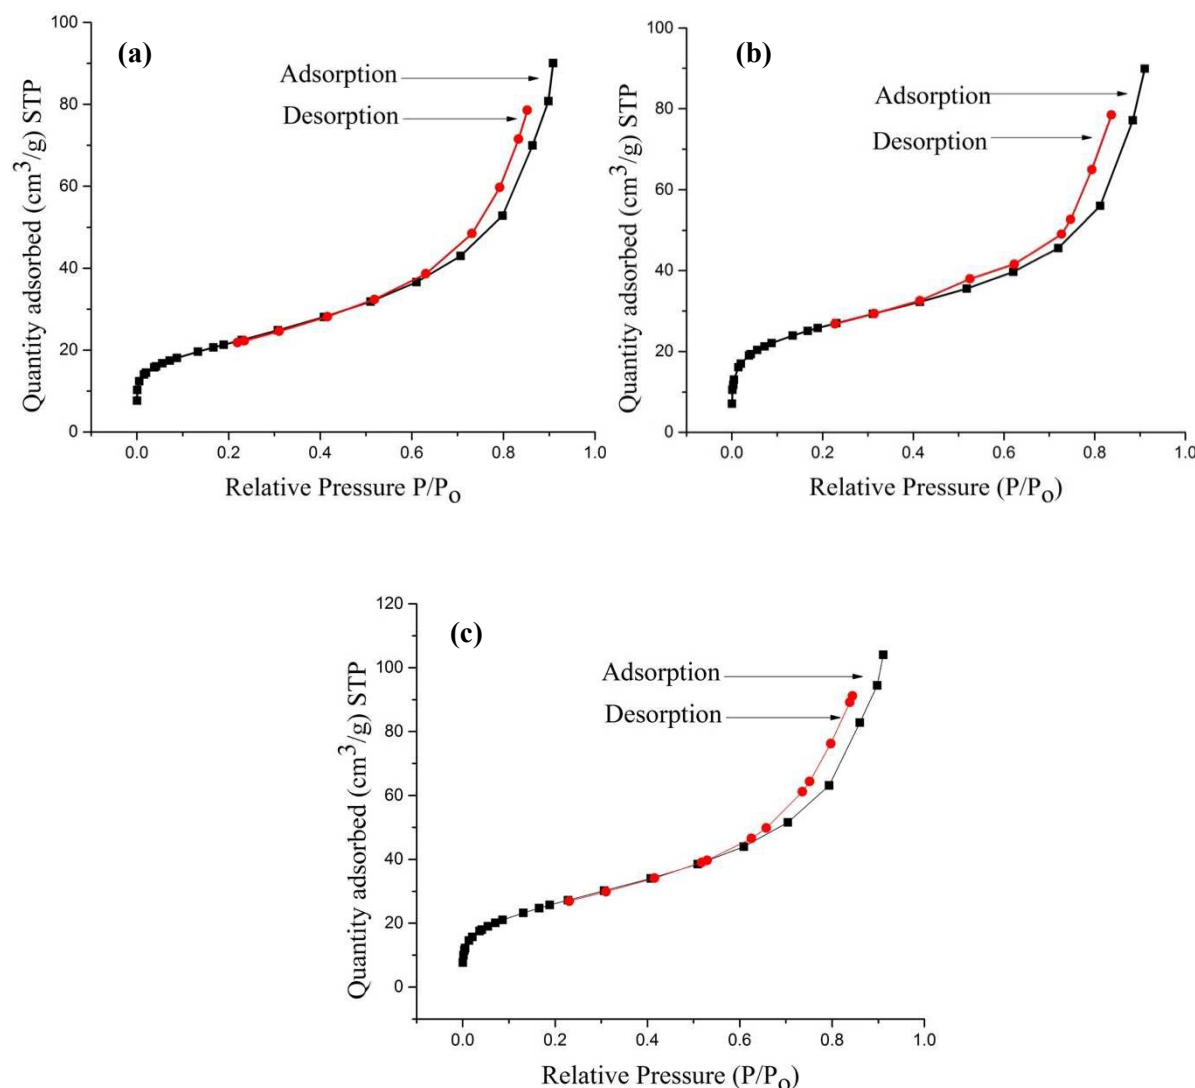 (a)
Adsorption
Desorption
Quantity adsorbed (cm³/g) STP
100
80
60
40
20
0
0.0 0.2 0.4 0.6 0.8 1.0
Relative Pressure P/Pₒ
(b)
Adsorption
Desorption
Quantity adsorbed (cm³/g) STP
100
80
60
40
20
0
0.0 0.2 0.4 0.6 0.8 1.0
Relative Pressure (P/Pₒ)
(c)
Adsorption
Desorption
Quantity adsorbed (cm³/g) STP
120
100
80
60
40
20
0
0.0 0.2 0.4 0.6 0.8 1.0
Relative Pressure (P/Pₒ)